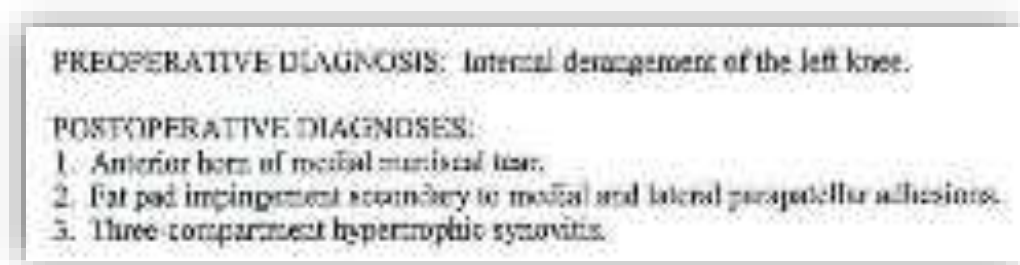 PREOPERATIVE DIAGNOSIS: Internal derangement of the left knee.
POSTOPERATIVE DIAGNOSES:
1. Anterior horn of medial meniscal tear.
2. Fat pad impingement secondary to medial and lateral parapatellar adhesions.
3. Three-compartment hypertrophic synovitis.